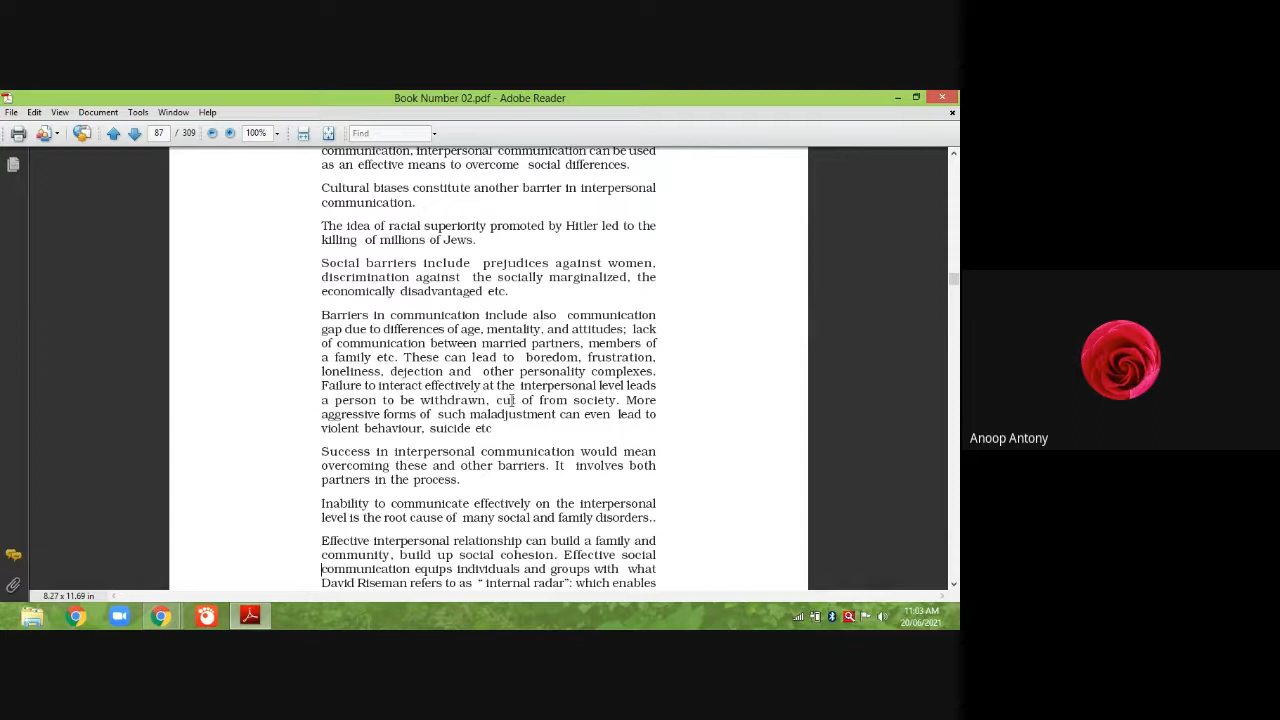 Book Number 02.pdf - Adobe Reader
File Edit View Document Tools Window Help
87 / 309 100% Find
communication, interpersonal communication can be used
as an effective means to overcome social differences.
Cultural biases constitute another barrier in interpersonal
communication.
The idea of racial superiority promoted by Hitler led to the
killing of millions of Jews.
Social barriers include prejudices against women,
discrimination against the socially marginalized, the
economically disadvantaged etc.
Barriers in communication include also communication
gap due to differences of age, mentality, and attitudes; lack
of communication between married partners, members of
a family etc. These can lead to boredom, frustration,
loneliness, dejection and other personality complexes.
Failure to interact effectively at the interpersonal level leads
a person to be withdrawn, cut of from society. More
aggressive forms of such maladjustment can even lead to
violent behaviour, suicide etc
Success in interpersonal communication would mean
overcoming these and other barriers. It involves both
partners in the process.
Inability to communicate effectively on the interpersonal
level is the root cause of many social and family disorders..
Effective interpersonal relationship can build a family and
community, build up social cohesion. Effective social
communication equips individuals and groups with what
David Riseman refers to as “ internal radar”: which enables
8.27 x 11.69 in
11:03 AM
20/06/2021
Anoop Antony